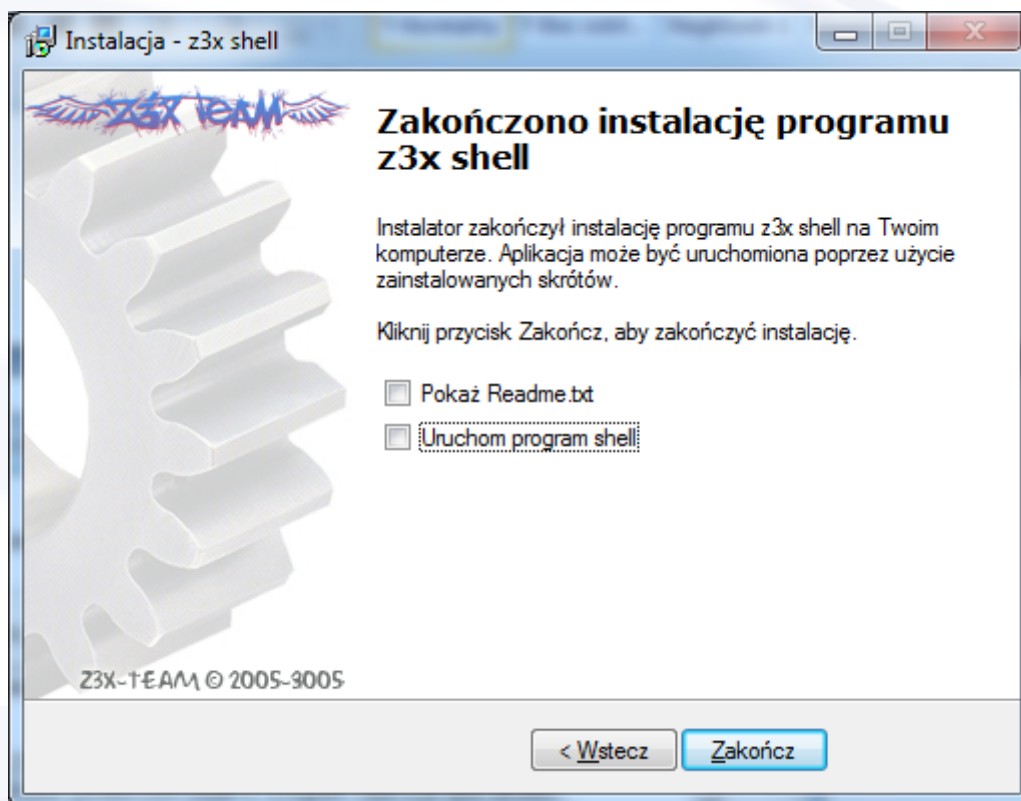 Instalacja - z3x shell
Z3X TEAM
Zakończono instalację programu
z3x shell
Instalator zakończył instalację programu z3x shell na Twoim
komputerze. Aplikacja może być uruchomiona poprzez użycie
zainstalowanych skrótów.
Kliknij przycisk Zakończ, aby zakończyć instalację.
Pokaż Readme.txt
Uruchom program shell
Z3X-TEAM © 2005-3005
< Wstecz
Zakończ